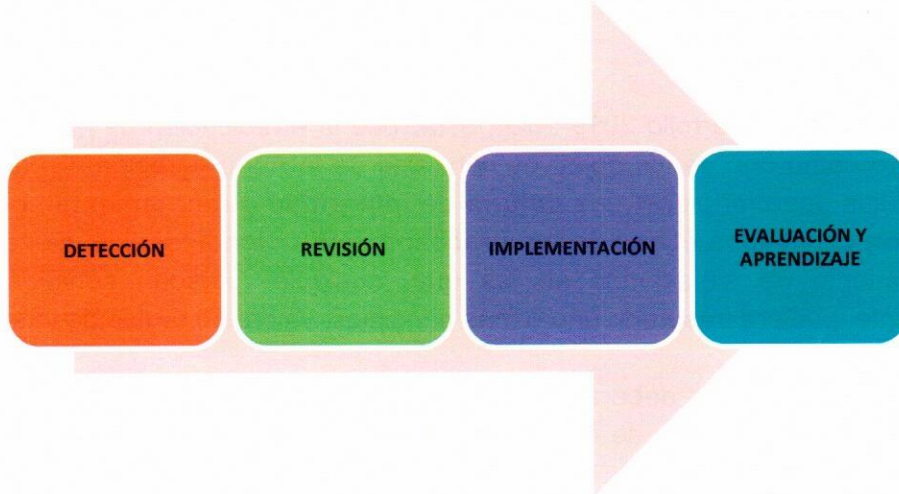 DETECCIÓN
REVISIÓN
IMPLEMENTACIÓN
EVALUACIÓN Y
APRENDIZAJE